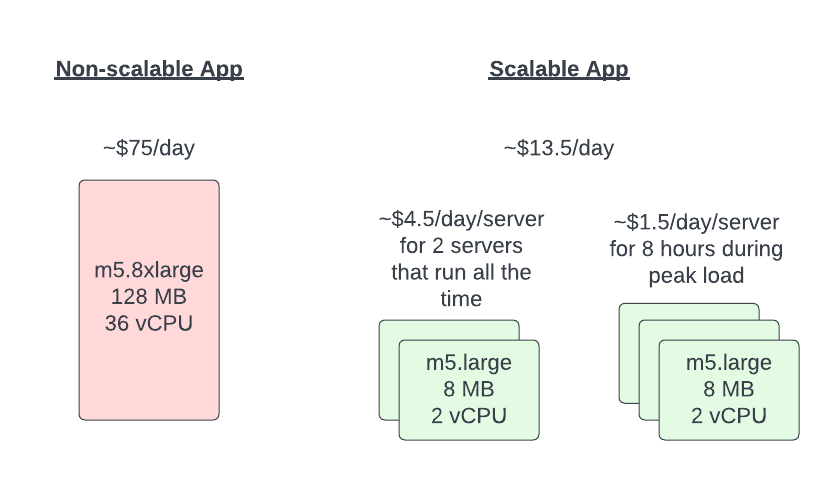 Non-scalable App
Scalable App
~$75/day
~$13.5/day
m5.8xlarge
128 MB
36 vCPU
~$4.5/day/server
for 2 servers
that run all the
time
m5.large
8 MB
2 vCPU
~$1.5/day/server
for 8 hours during
peak load
m5.large
8 MB
2 vCPU